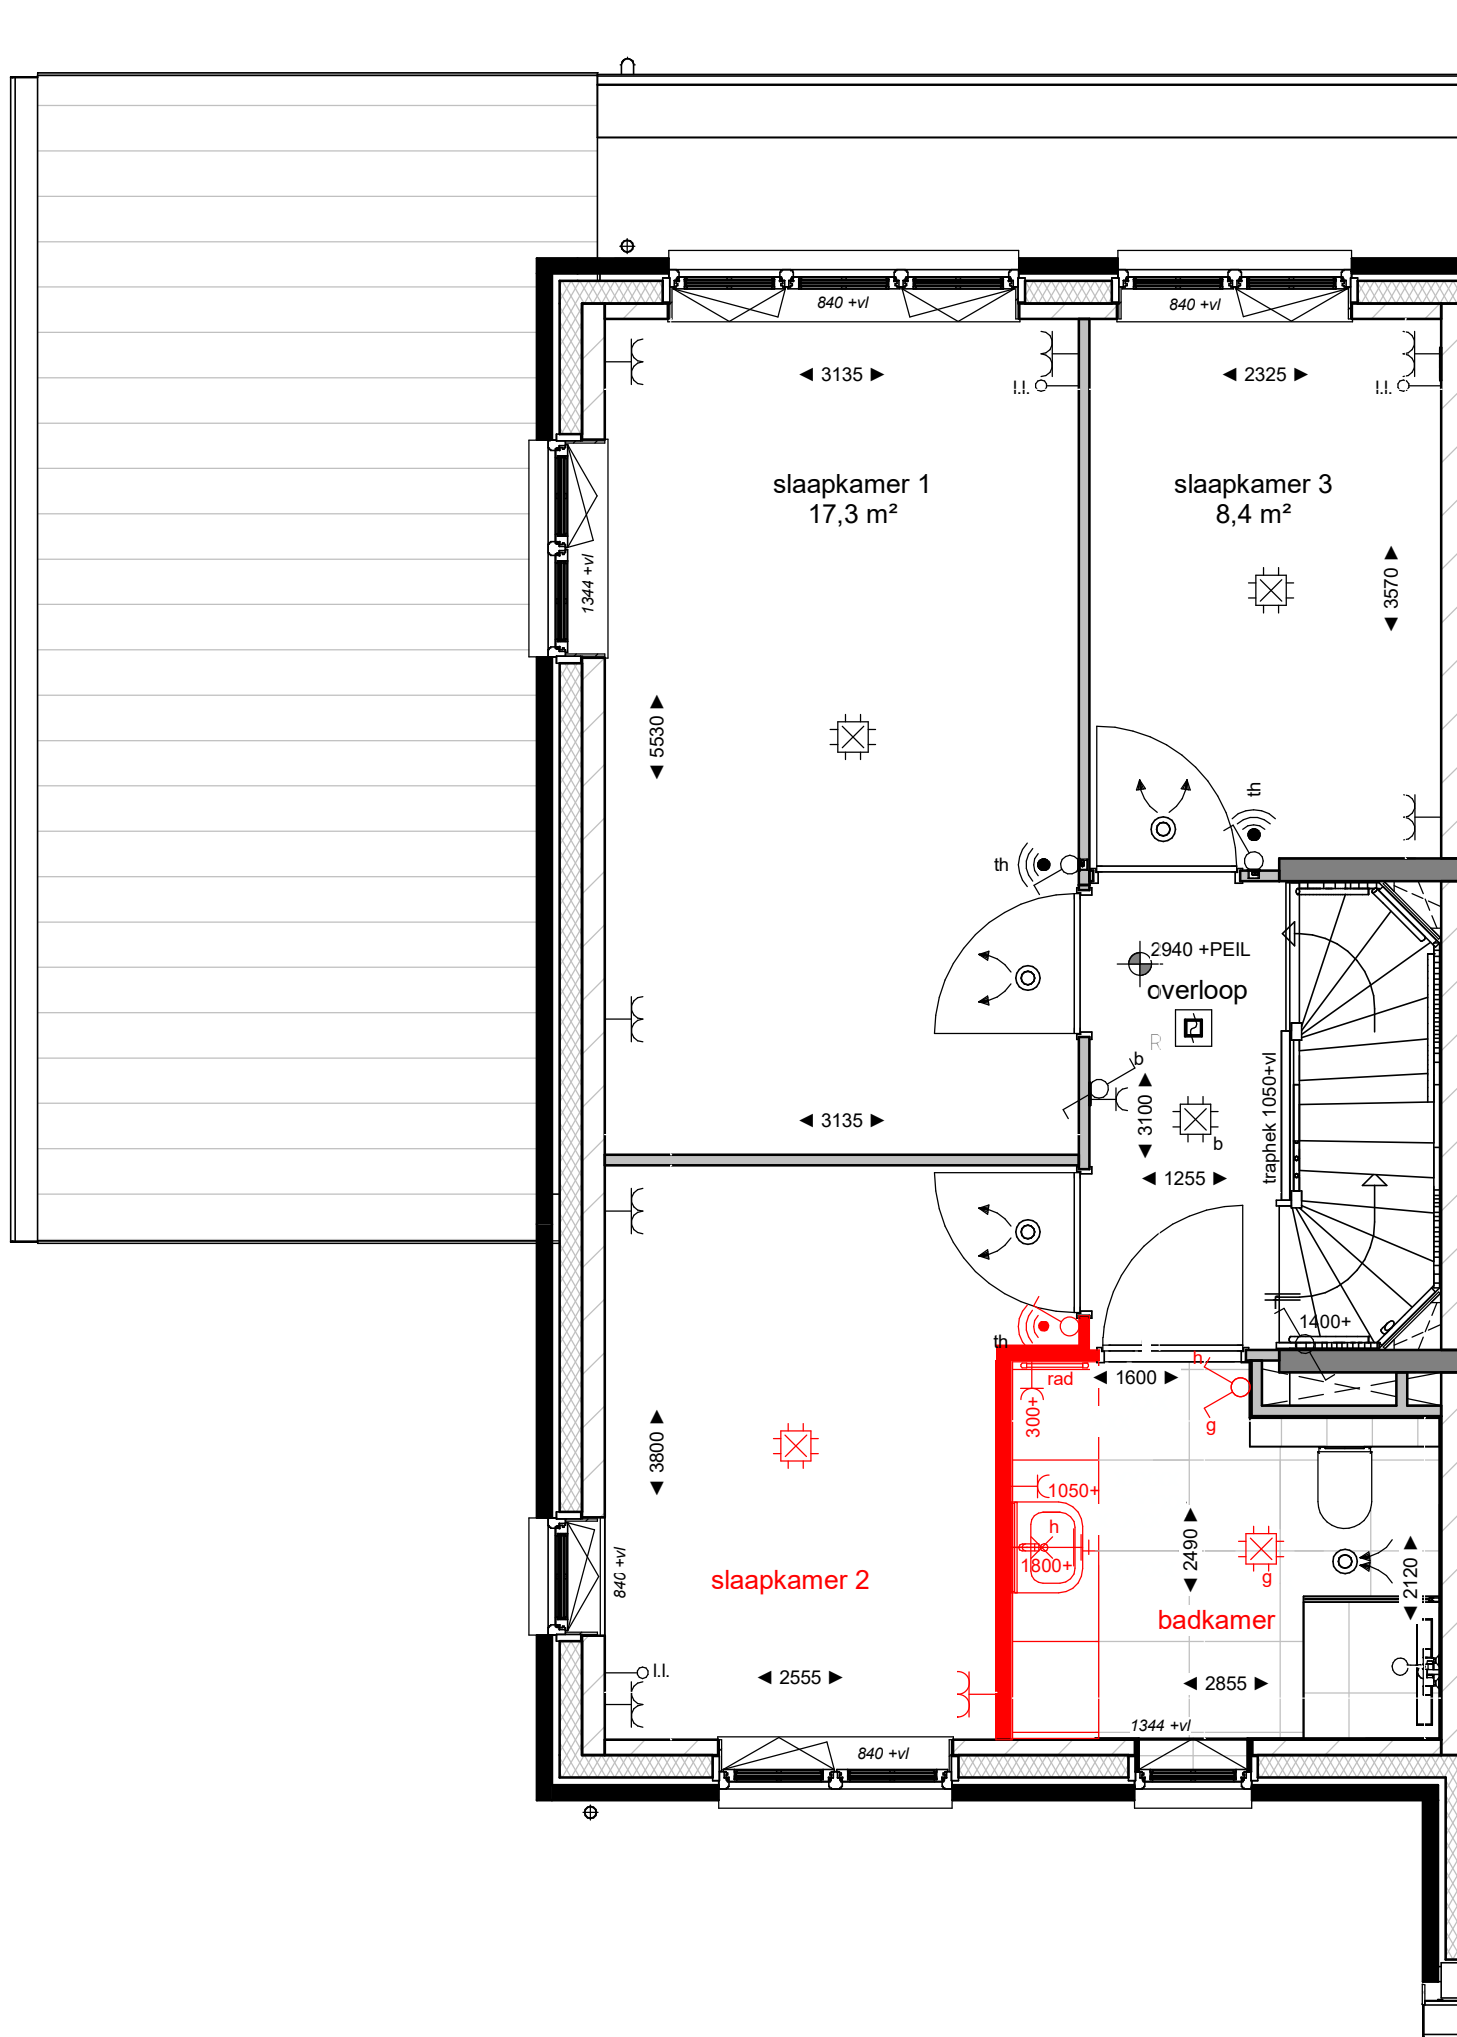 840 +vl
840 +vl
◄ 3135 ►
◄ 2325 ►
l.l.
l.l.
slaapkamer 1
17,3 m²
slaapkamer 3
8,4 m²
1344 +vl
◄ 3570 ►
◄ 5530 ►
th
th
2940 +PEIL
overloop
R
b
◄ 3100 ►
traphek 1050+vl
◄ 3135 ►
b
◄ 1255 ►
1400+
th
h
rad
◄ 1600 ►
300+
g
◄ 3800 ►
1050+
h
1800+
◄ 2490 ►
g
◄ 2120 ►
840 +vl
slaapkamer 2
badkamer
l.l.
◄ 2555 ►
◄ 2855 ►
1344 +vl
840 +vl